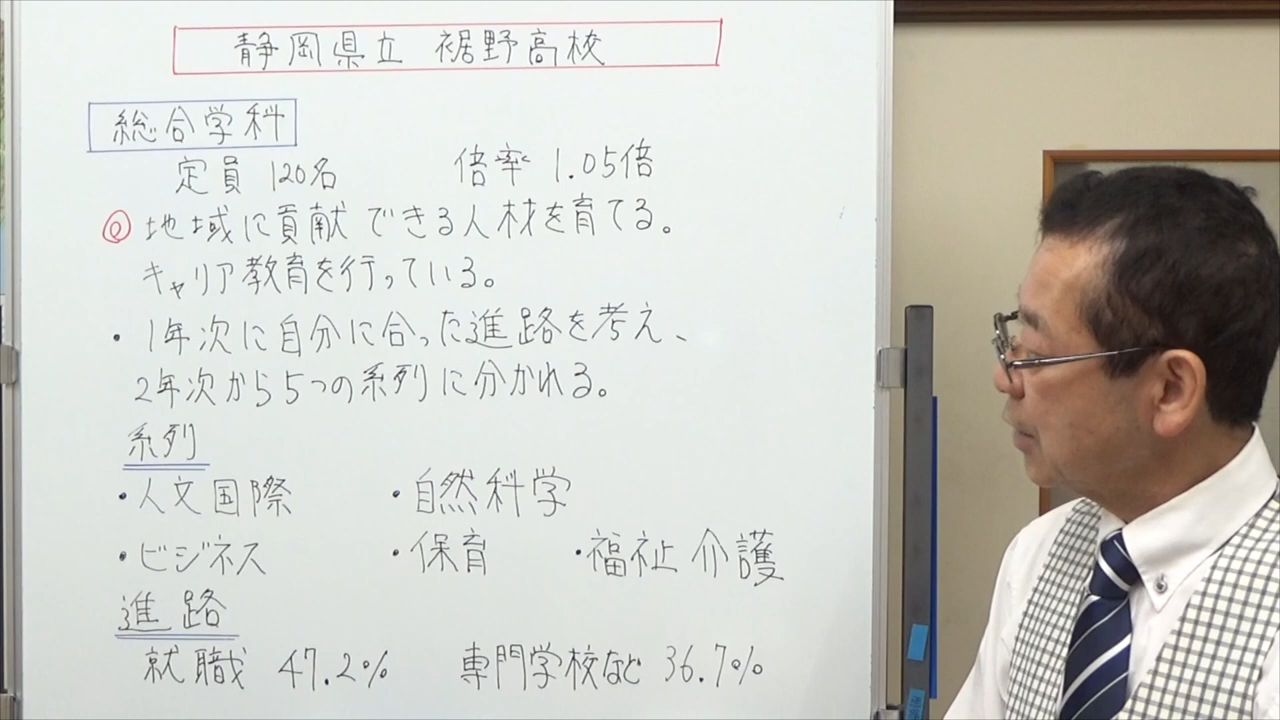 静岡県立 裾野高校
総合学科
定員 120名 倍率 1.05倍
◎地域に貢献できる人材を育てる。
キャリア教育を行っている。
・1年次に自分に合った進路を考え、
2年次から5つの系列に分かれる。
系列
・人文国際 ・自然科学
・ビジネス ・保育 ・福祉介護
進路
就職 47.2% 専門学校など 36.7%